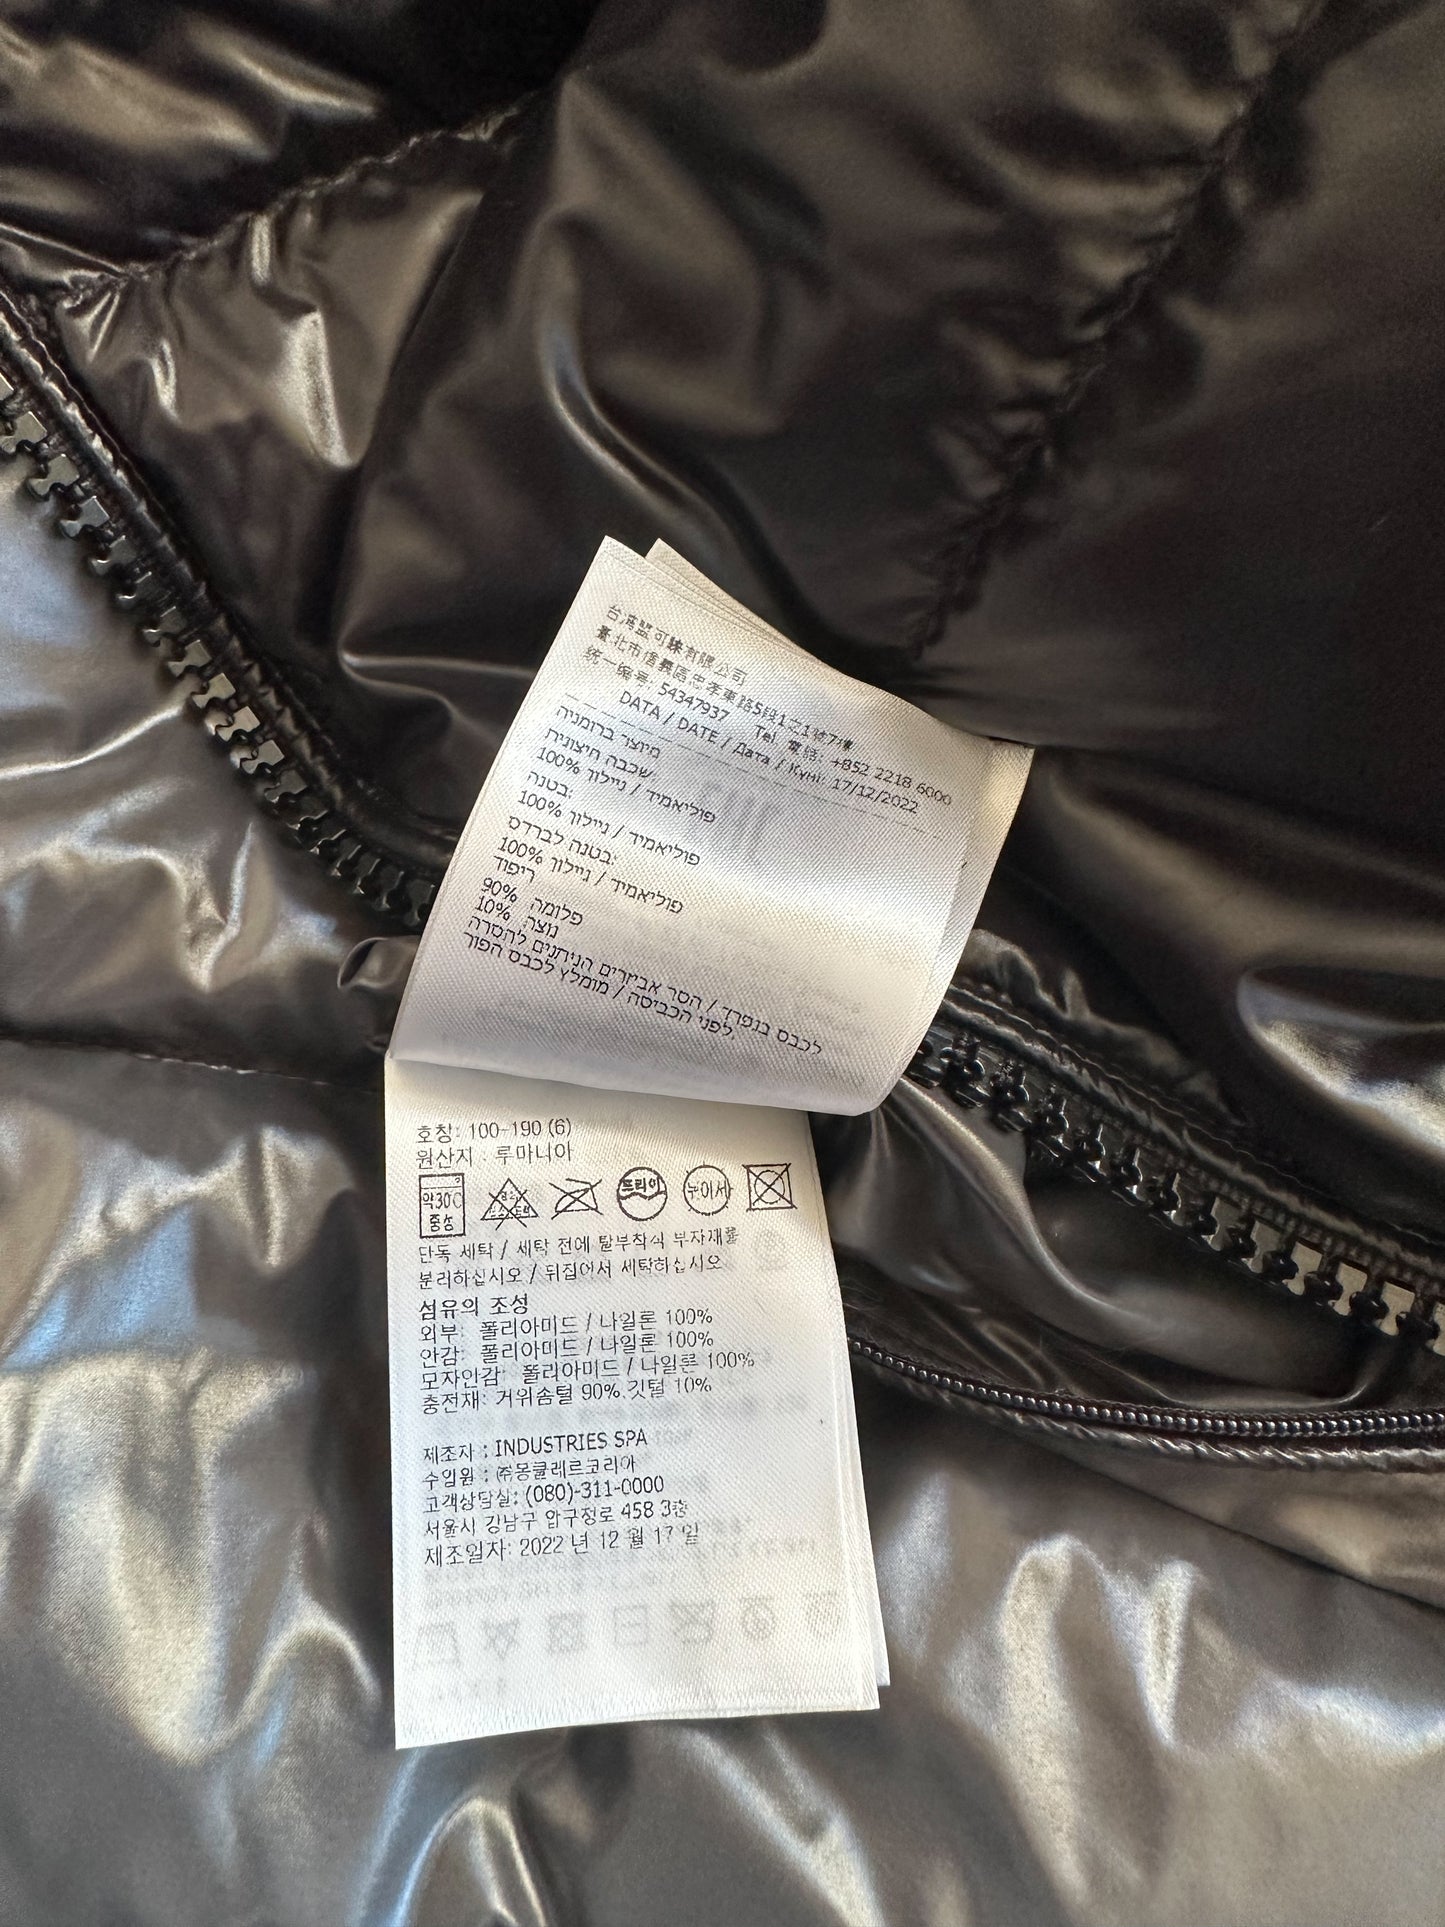 台灣盟可睞有限公司
臺北市信義區忠孝東路5段1之1號7樓
统一编号: 54347937 Tel. 電話: +852 2218 6000
DATA / DATE / Дата / Күні: 17/12/2022
מיוצר ברומניה
שכבה חיצונית:
100% פוליאמיד / ניילון
בטנה:
100% פוליאמיד / ניילון
בטנה לברדס:
100% פוליאמיד / ניילון
ריפוד
90% פלומה
10% נוצה
לכבס בנפרד / הסר אביזרים הניתנים להסרה
לפני הכביסה / מומלץ לכבס הפוך.
호칭: 100-190 (6)
원산지 : 루마니아
약30℃
중성
드라이
뉘어서
단독 세탁 / 세탁 전에 탈부착식 부자재를
분리하십시오 / 뒤집어서 세탁하십시오
섬유의 조성
외부: 폴리아미드 / 나일론 100%
안감: 폴리아미드 / 나일론 100%
모자안감: 폴리아미드 / 나일론 100%
충전재: 거위솜털 90%.깃털 10%
제조자 : INDUSTRIES SPA
수입원 : ㈜몽클레르코리아
고객상담실: (080)-311-0000
서울시 강남구 압구정로 458 3층
제조일자: 2022 년 12 월 17 일